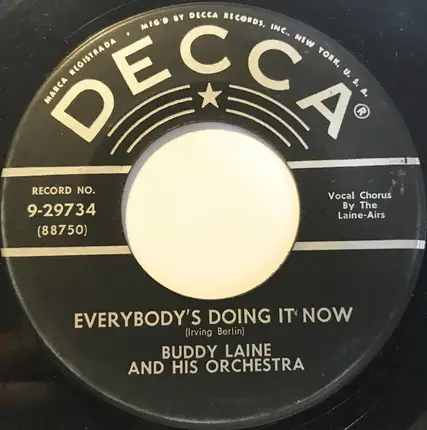 MARCA REGISTRADA • MFG'D BY DECCA RECORDS, INC., NEW YORK, U. S. A.
DECCA®
RECORD NO.
9-29734
(88750)
Vocal Chorus
By The
Laine-Airs
EVERYBODY'S DOING IT NOW
(Irving Berlin)
BUDDY LAINE
AND HIS ORCHESTRA